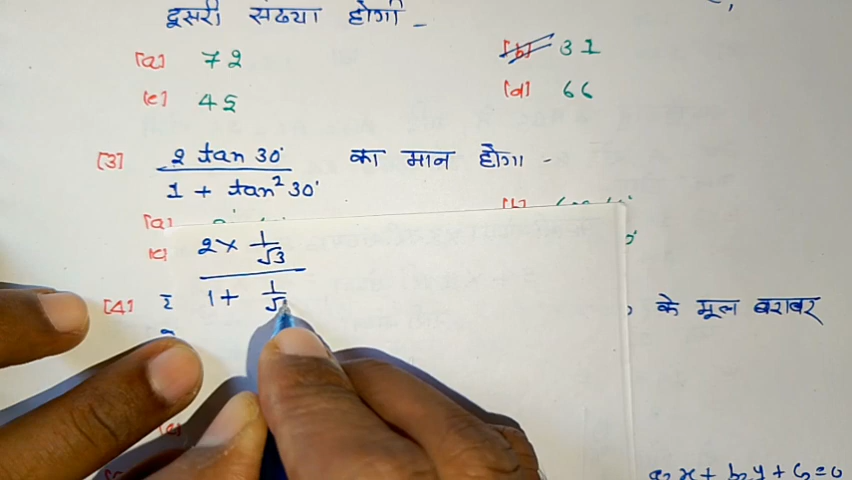 दूसरी संख्या होगी -
[a] 72 [b] 31
[c] 45 [d] 66
[3] 2 tan 30° / 1 + tan² 30° का मान होगा -
[a]
[c]
2 × 1/√3
1 + 1/√
[4] के मूल बराबर